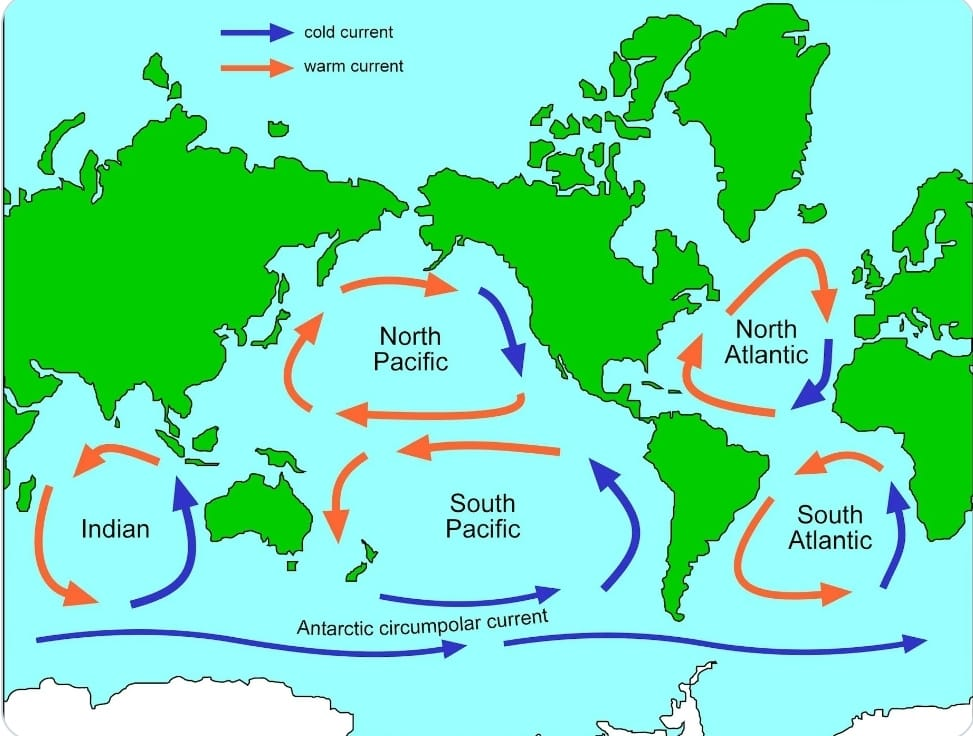 cold current
warm current
North
Pacific
North
Atlantic
Indian
South
Pacific
South
Atlantic
Antarctic circumpolar current